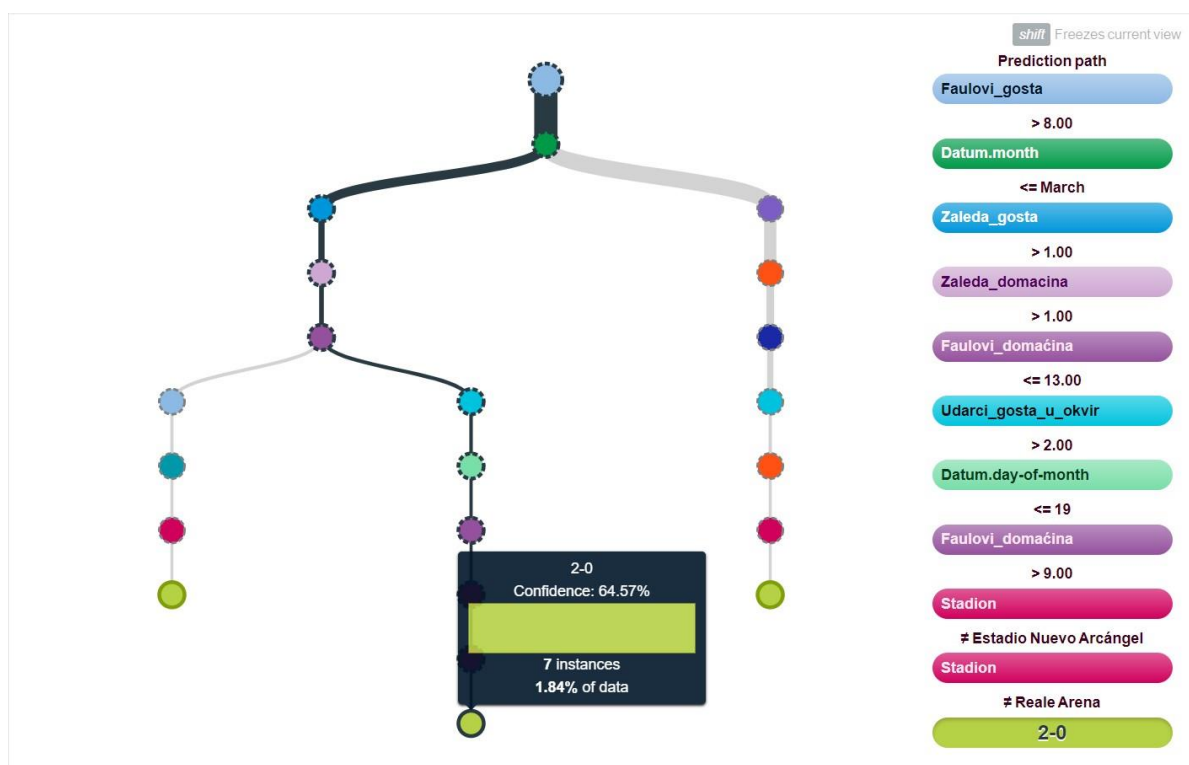 shift Freezes current view
Prediction path
Faulovi_gosta
> 8.00
Datum.month
<= March
Zaleda_gosta
> 1.00
Zaleda_domacina
> 1.00
Faulovi_domaćina
<= 13.00
Udarci_gosta_u_okvir
> 2.00
Datum.day-of-month
<= 19
Faulovi_domaćina
> 9.00
Stadion
≠ Estadio Nuevo Arcángel
Stadion
≠ Reale Arena
2-0
2-0
Confidence: 64.57%
7 instances
1.84% of data